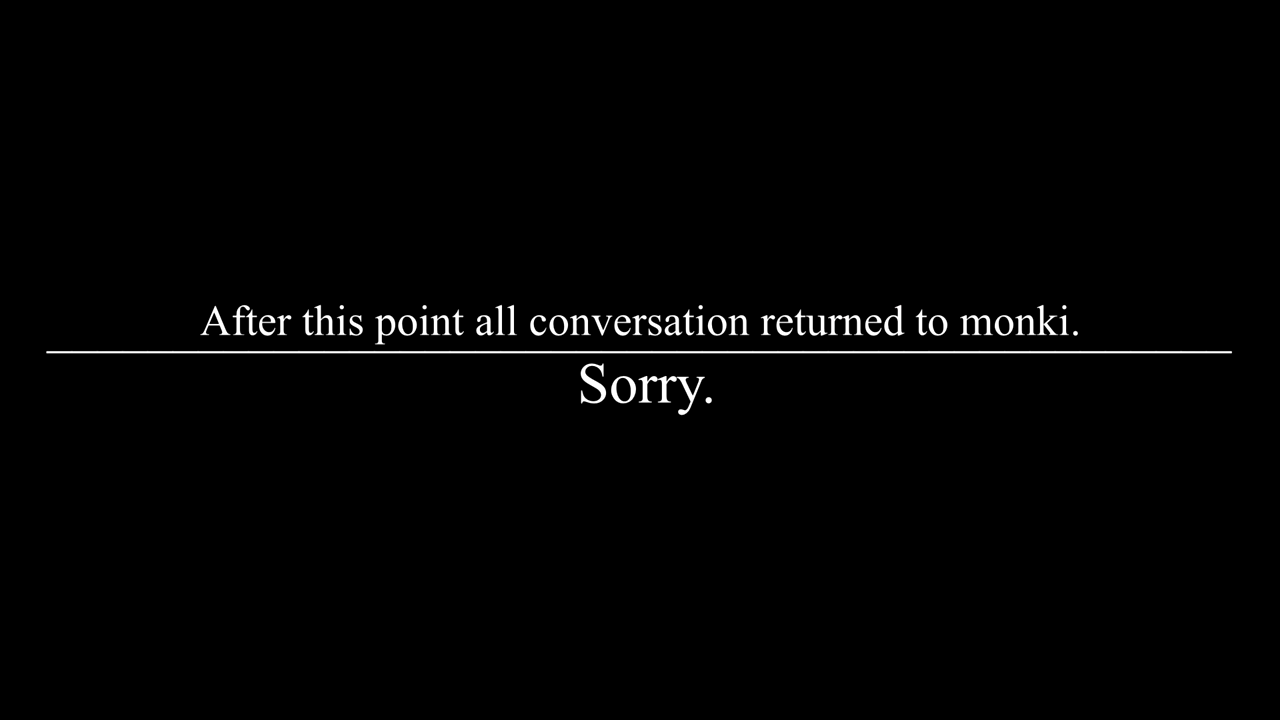 After this point all conversation returned to monki.
Sorry.